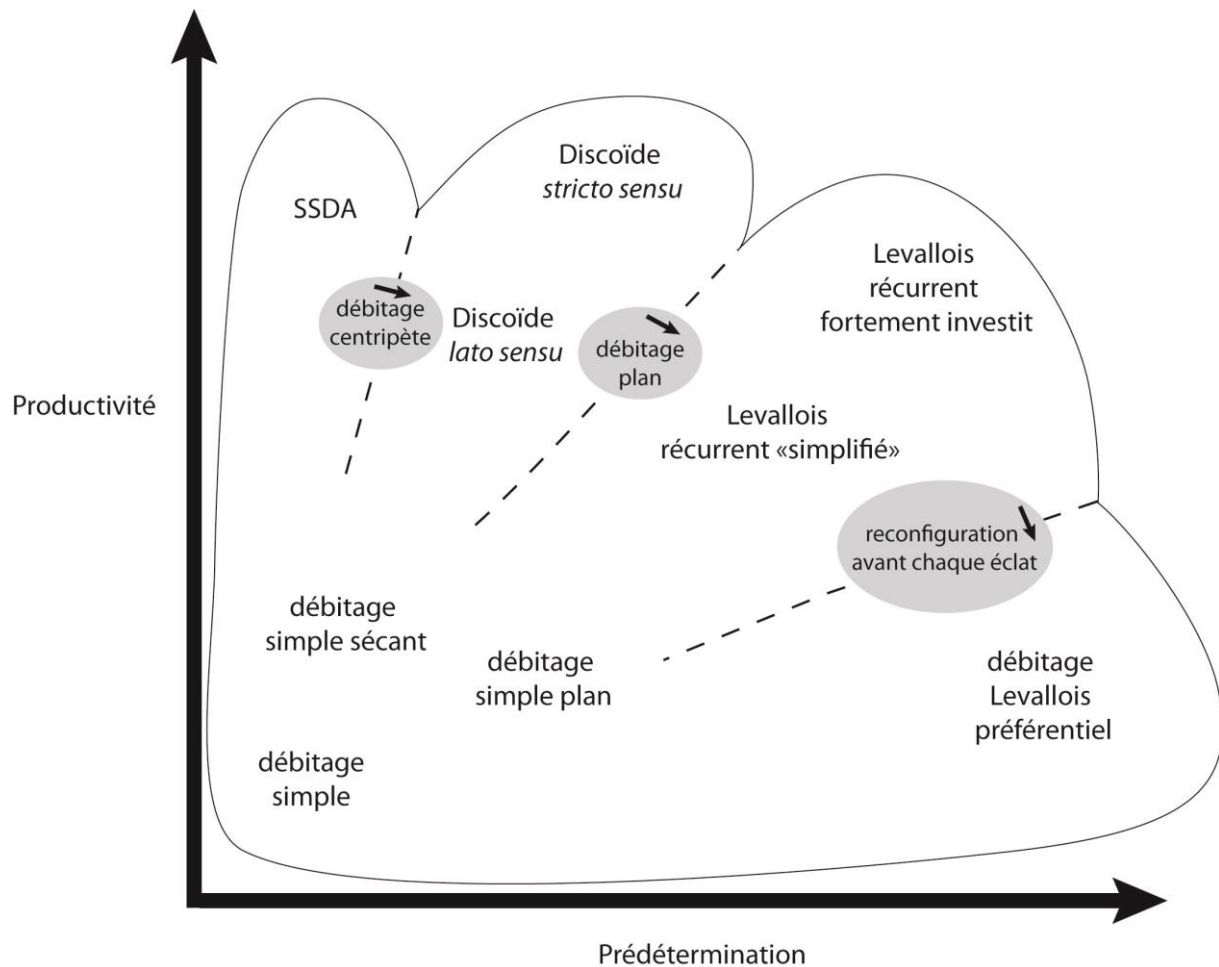 Discoïde
stricto sensu
SSDA
Levallois
récurrent
fortement investit
débitage
centripète
Discoïde
lato sensu
débitage
plan
Productivité
Levallois
récurrent «simplifié»
reconfiguration
avant chaque éclat
débitage
simple sécant
débitage
simple plan
débitage
Levallois
préférentiel
débitage
simple
Prédétermination